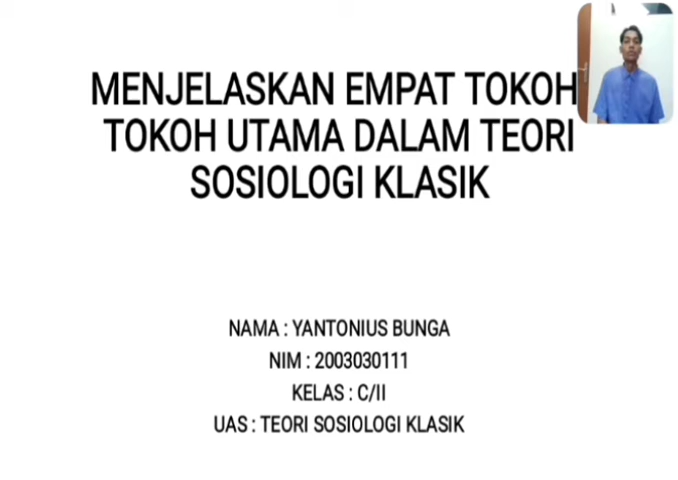 MENJELASKAN EMPAT TOKOH
TOKOH UTAMA DALAM TEORI
SOSIOLOGI KLASIK
NAMA : YANTONIUS BUNGA
NIM : 2003030111
KELAS : C/II
UAS : TEORI SOSIOLOGI KLASIK